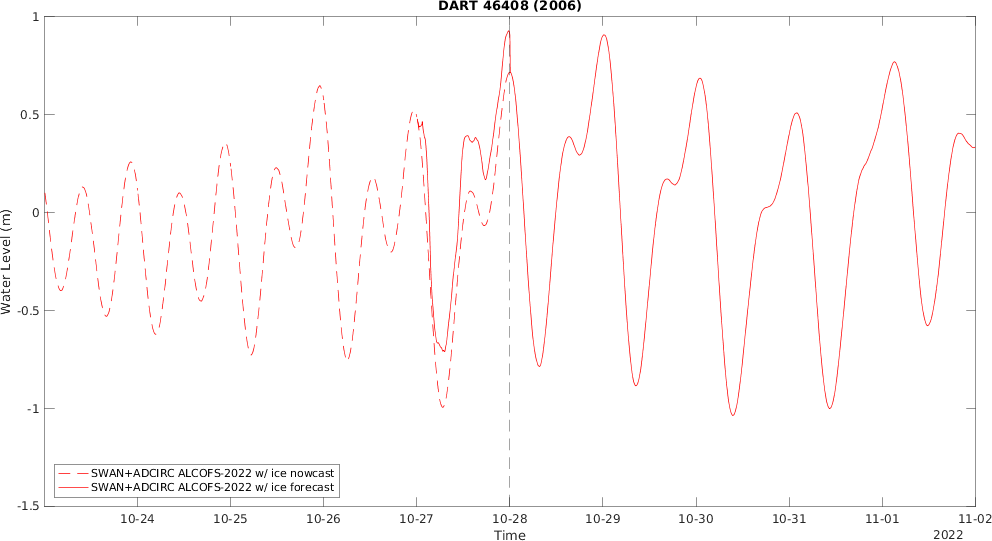 DART 46408 (2006)
1
0.5
0
-0.5
-1
-1.5
Water Level (m)
SWAN+ADCIRC ALCOFS-2022 w/ ice nowcast
SWAN+ADCIRC ALCOFS-2022 w/ ice forecast
10-24 10-25 10-26 10-27 10-28 10-29 10-30 10-31 11-01 11-02
Time
2022